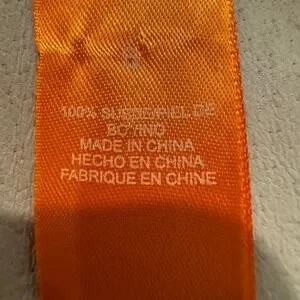 100% SUEDE/PIEL DE
BOVINO
MADE IN CHINA
HECHO EN CHINA
FABRIQUE EN CHINE